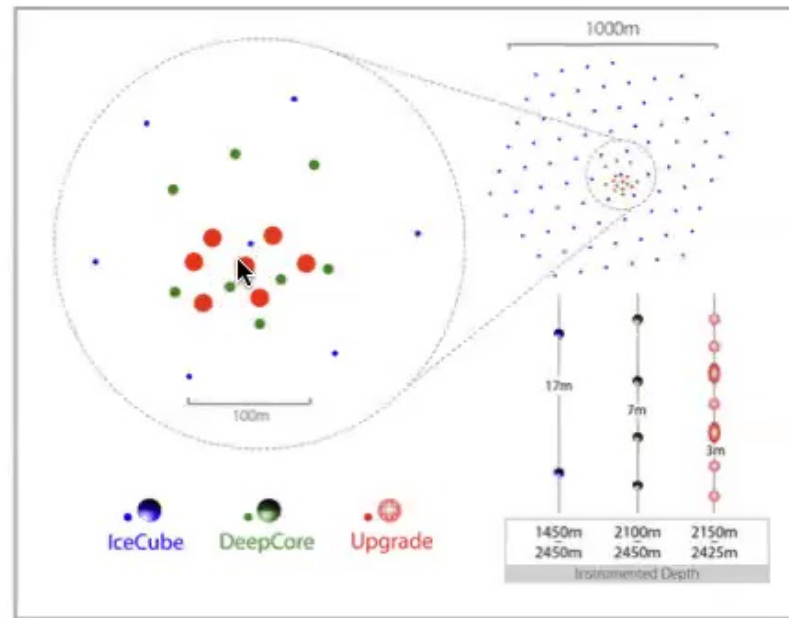 1000m
100m
17m
7m
3m
IceCube DeepCore Upgrade
1450m 2100m 2150m
– – –
2450m 2450m 2425m
Instrumented Depth